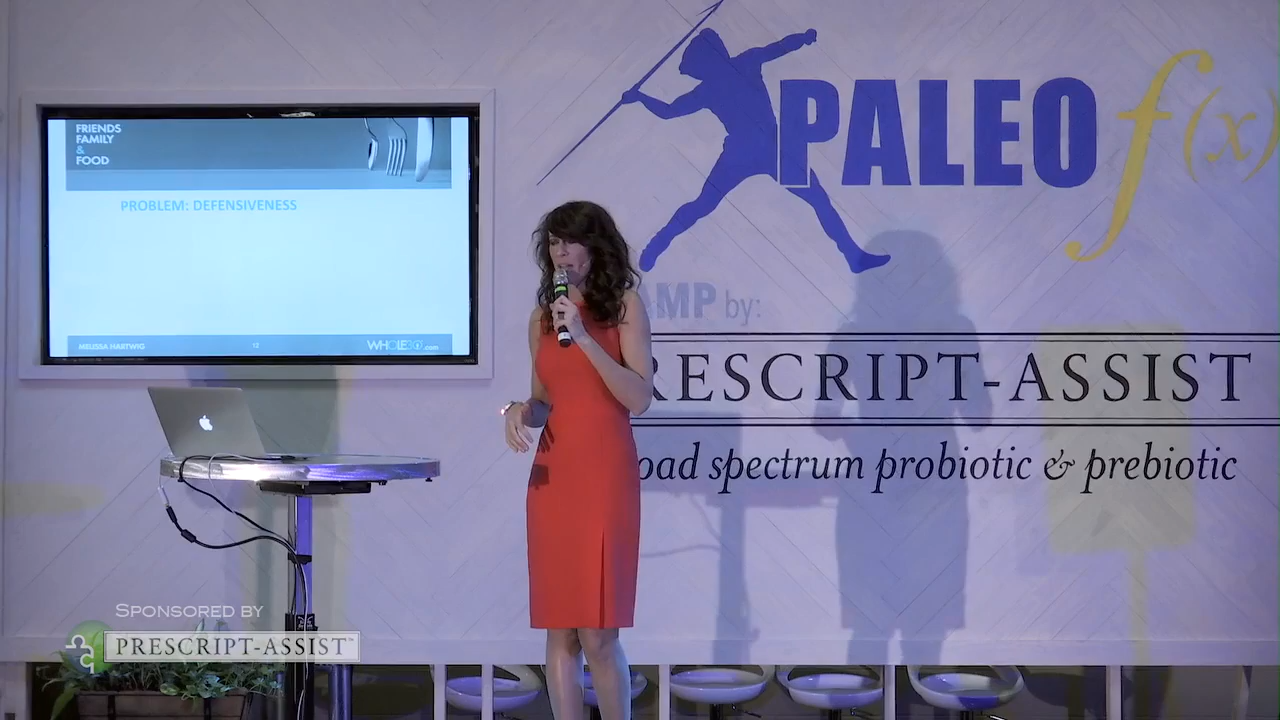 FRIENDS
FAMILY
&
FOOD
PROBLEM: DEFENSIVENESS
MELISSA HARTWIG 12 WHOLE30.com
PALEO f(x)
AMP by:
RESCRIPT-ASSIST
oad spectrum probiotic & prebiotic
SPONSORED BY
PRESCRIPT-ASSIST™